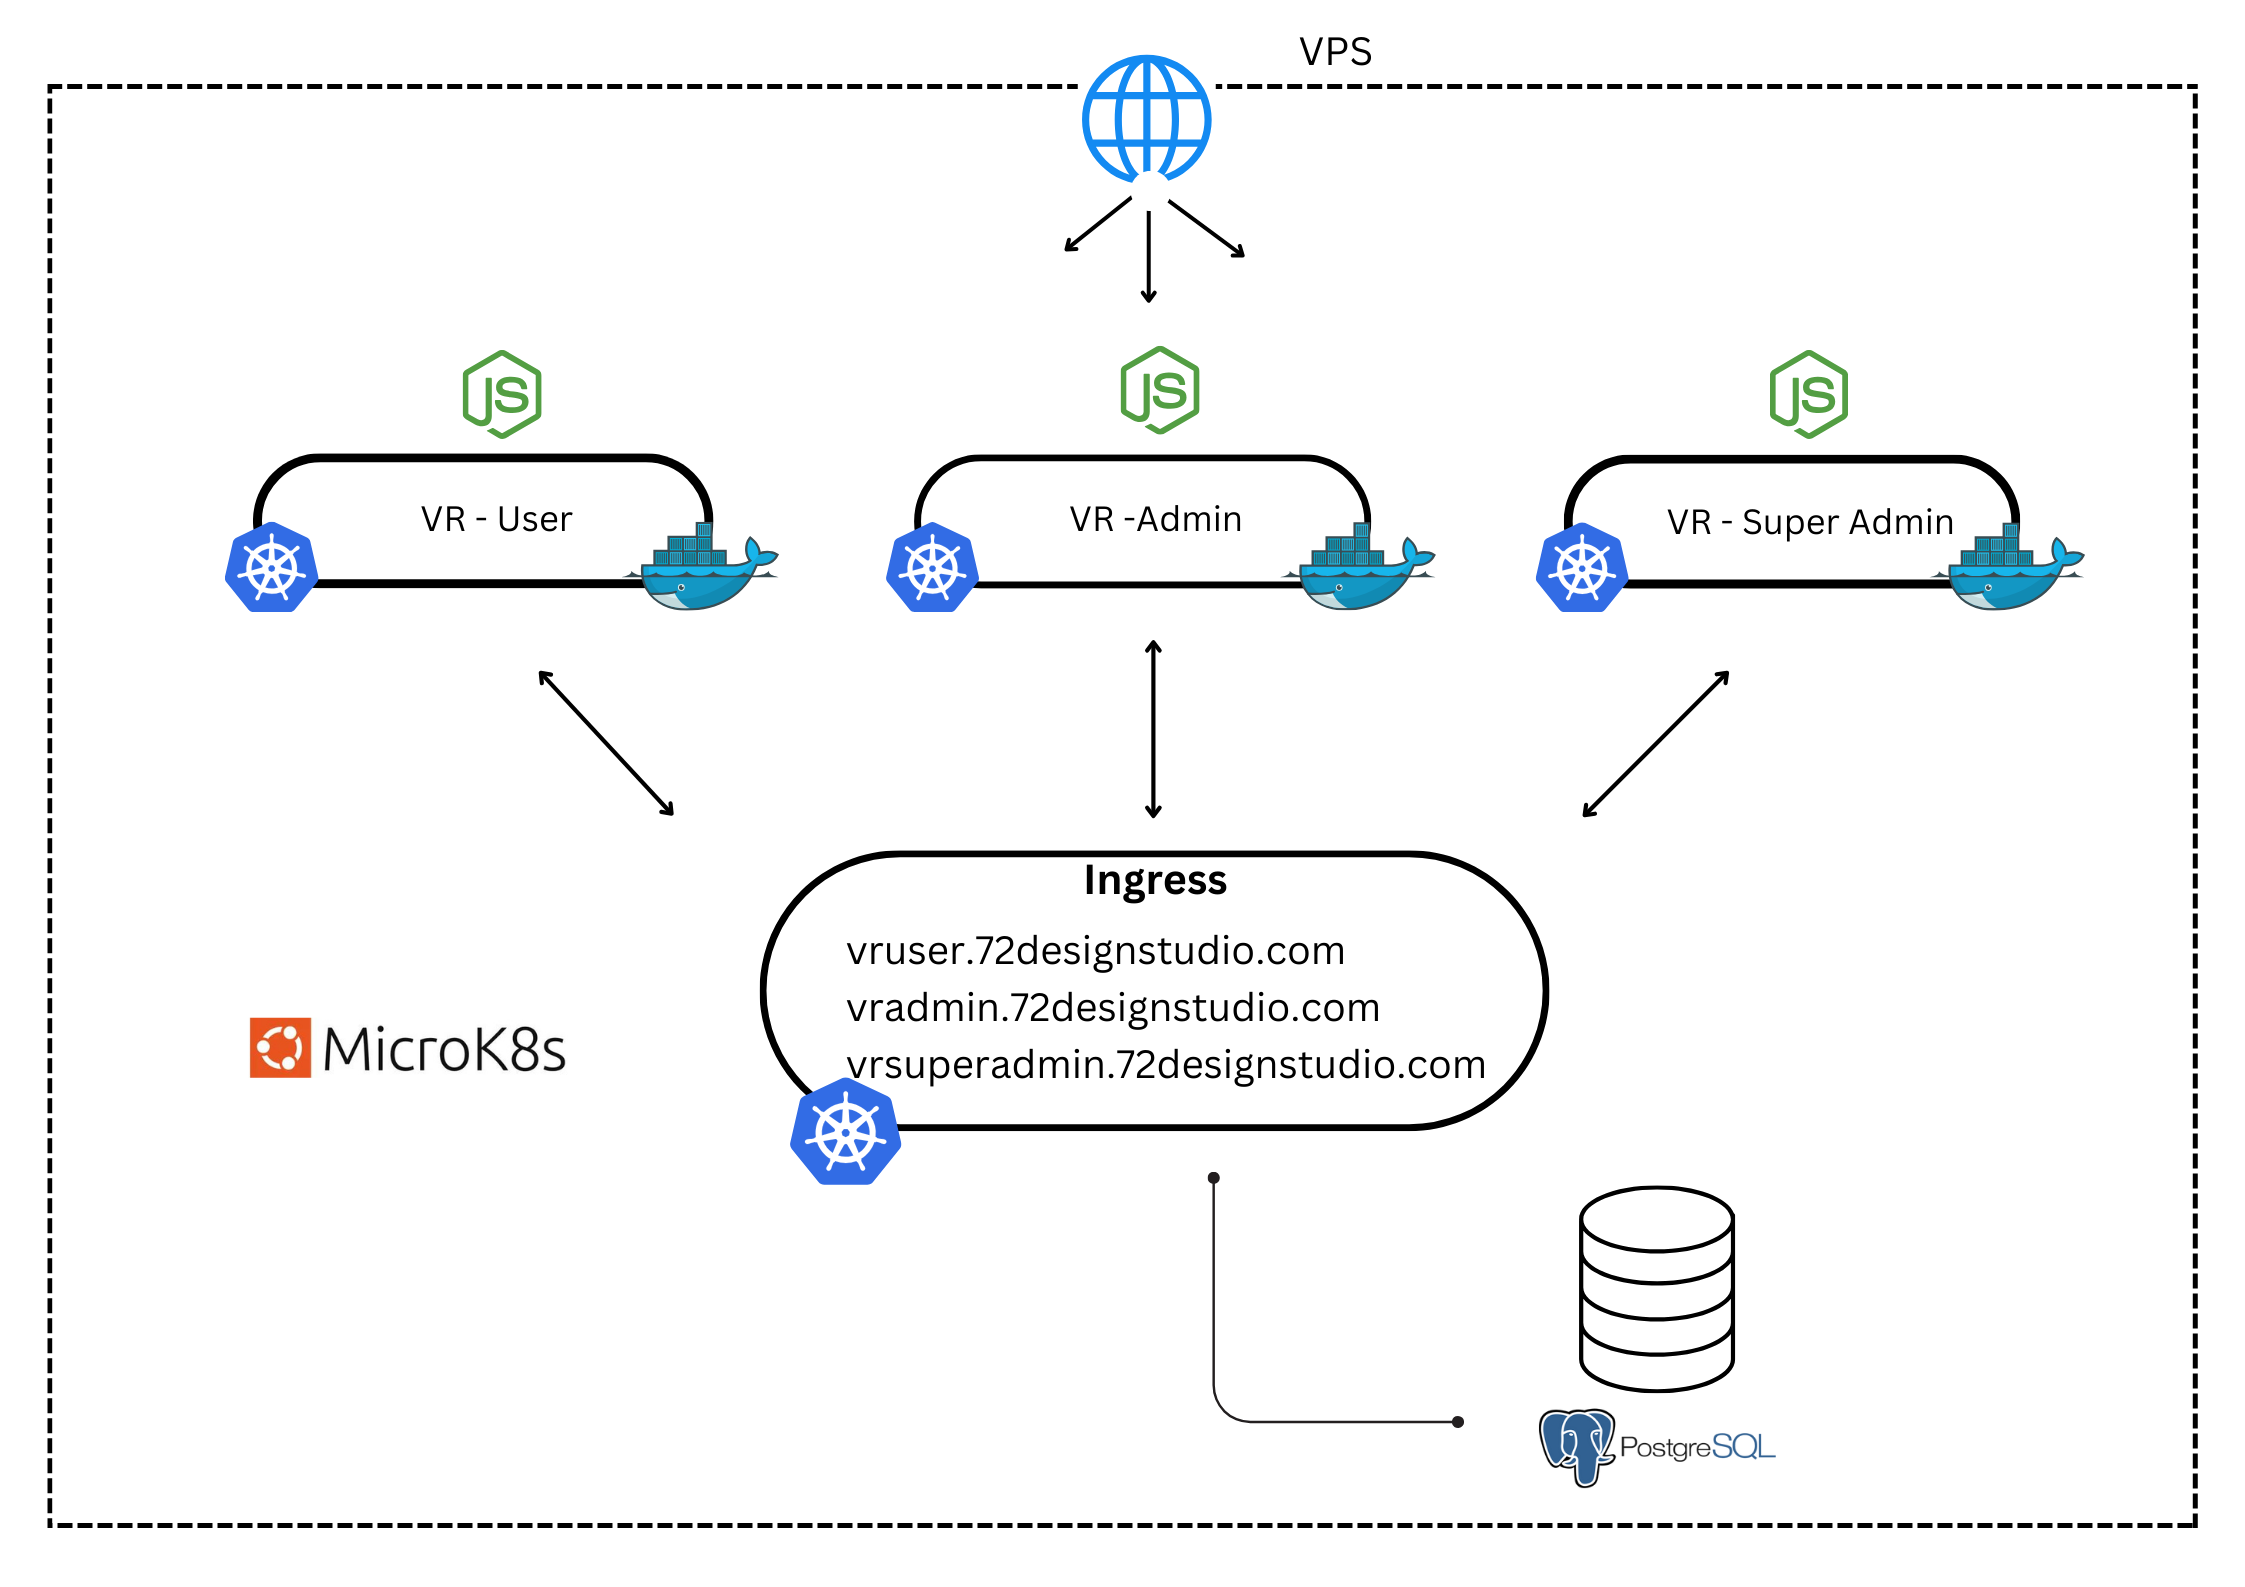 VPS
JS
JS
JS
VR - User
VR -Admin
VR - Super Admin
Ingress
vruser.72designstudio.com
vradmin.72designstudio.com
vrsuperadmin.72designstudio.com
MicroK8s
PostgreSQL